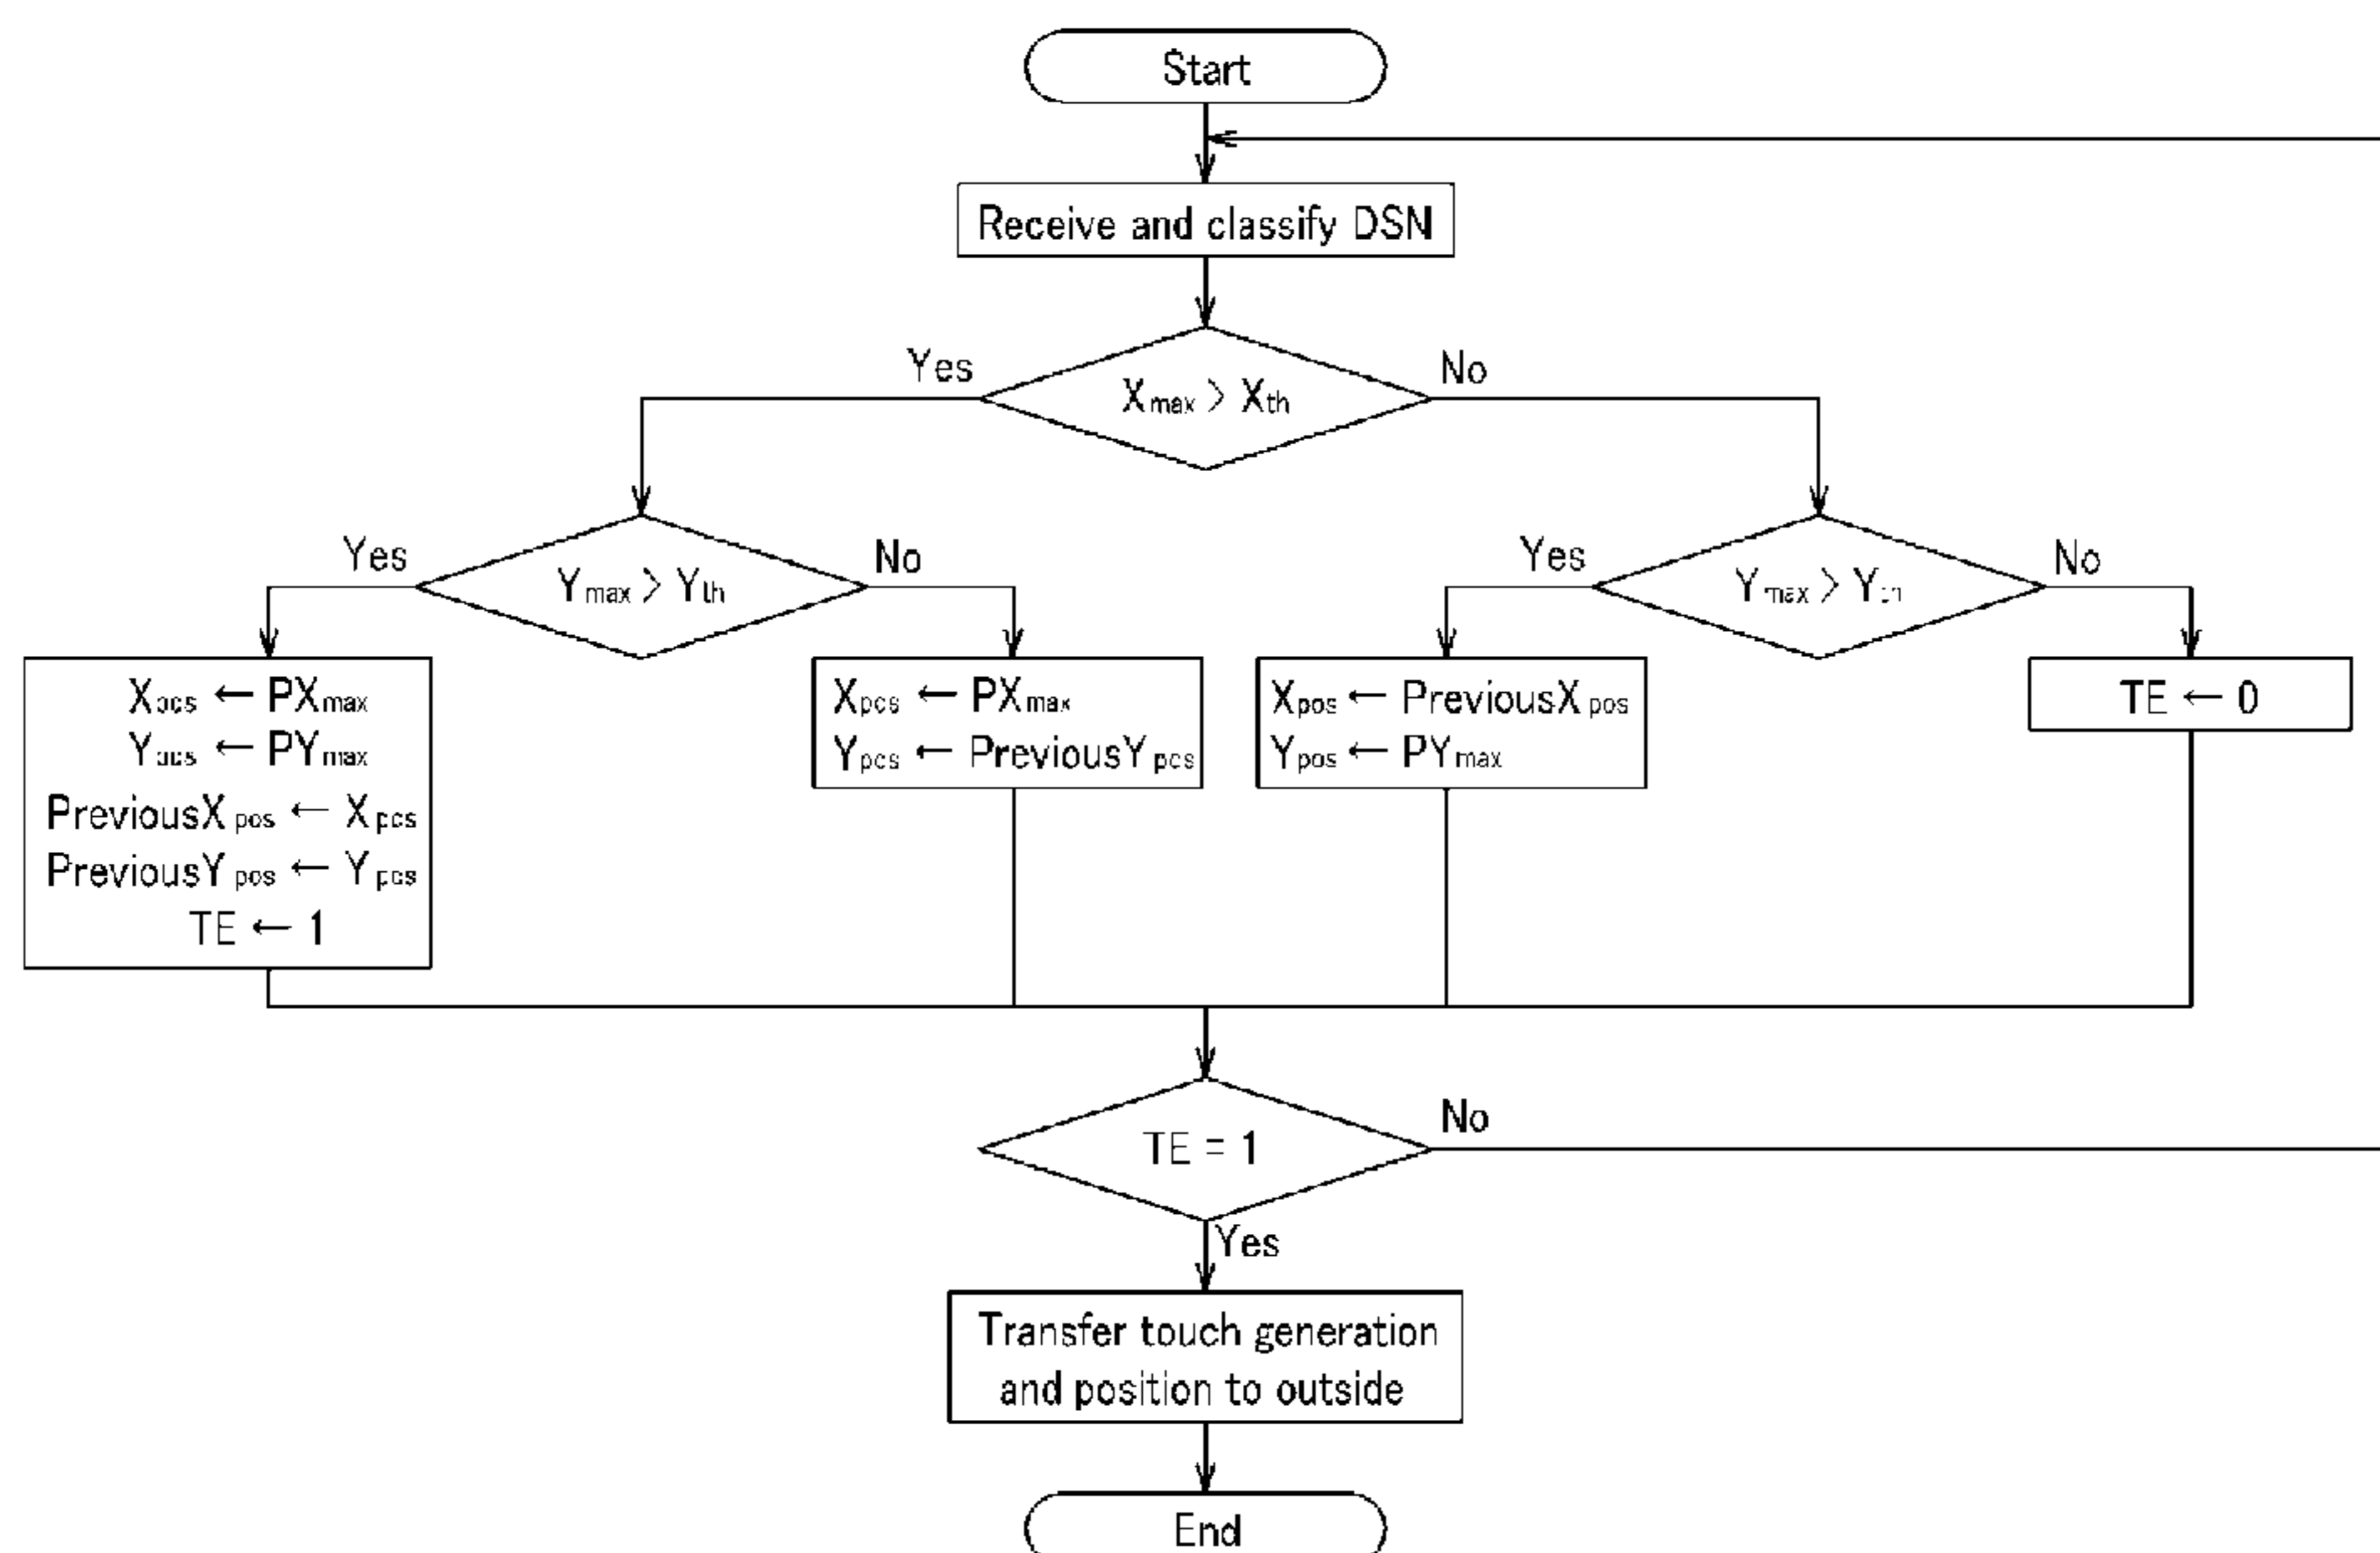 Start
Receive and classify DSN
Yes
Xmax > Xth
No
Yes
Ymax > Yth
No
Yes
Ymax > Yth
No
Xpos ← PXmax
Ypos ← PYmax
PreviousXpos ← Xpos
PreviousYpos ← Ypos
TE ← 1
Xpos ← PXmax
Ypos ← PreviousYpos
Xpos ← PreviousXpos
Ypos ← PYmax
TE ← 0
TE = 1
No
Yes
Transfer touch generation
and position to outside
End